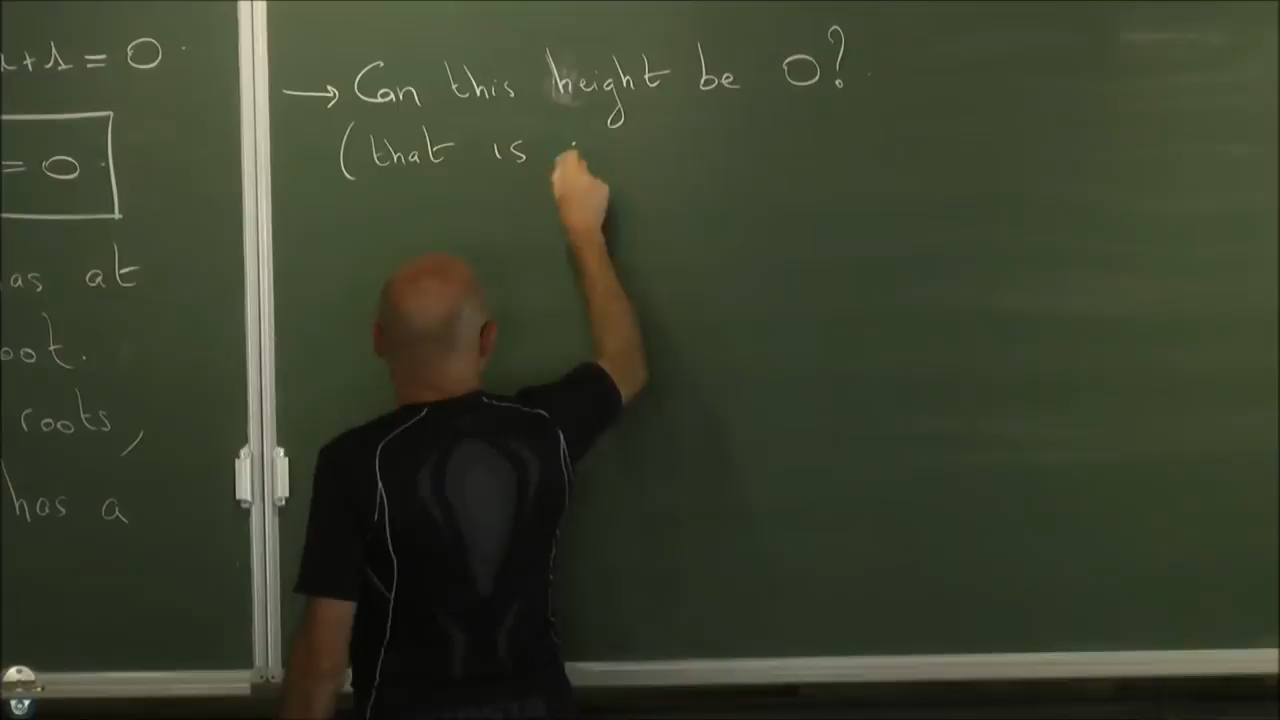 +1 = 0
= 0
as at
oot.
roots,
has a
→ Can this height be 0?
(that is